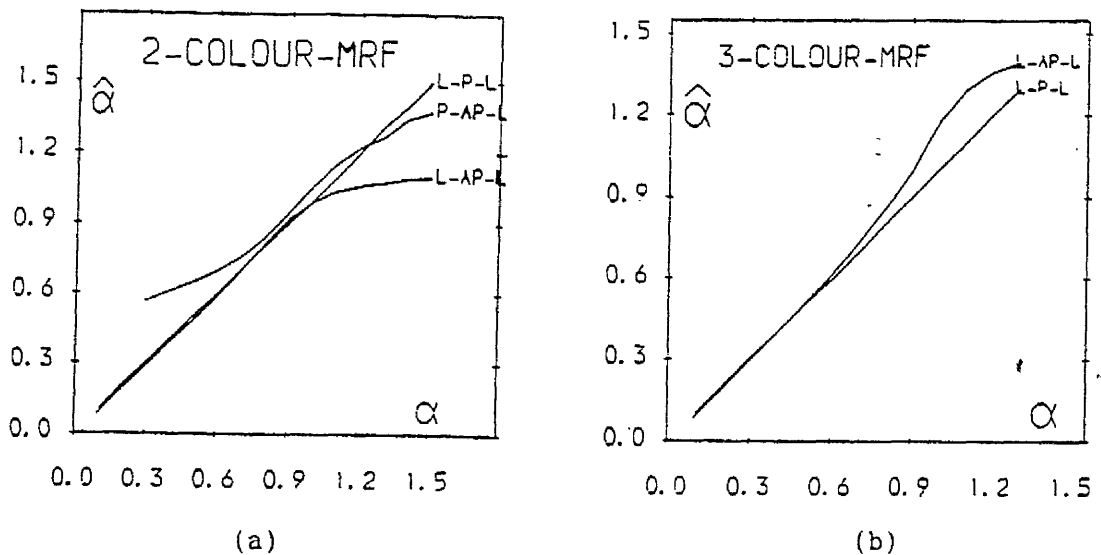 2-COLOUR-MRF
α̂
1.5
1.2
0.9
0.6
0.3
0.0
L-P-L
P-AP-L
L-AP-L
α
0.0 0.3 0.6 0.9 1.2 1.5
(a)
3-COLOUR-MRF
α̂
1.5
1.2
0.9
0.6
0.3
0.0
L-AP-L
L-P-L
α
0.0 0.3 0.6 0.9 1.2 1.5
(b)